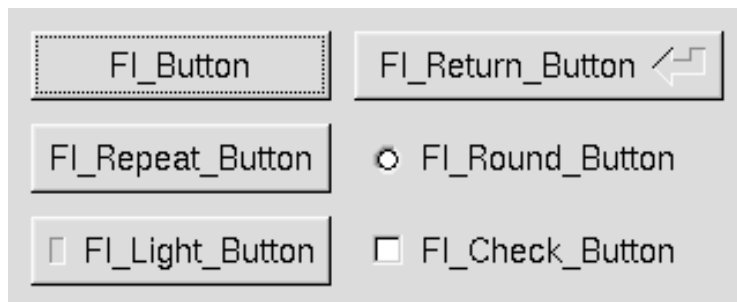 Fl_Button
Fl_Return_Button
Fl_Repeat_Button
Fl_Round_Button
Fl_Light_Button
Fl_Check_Button